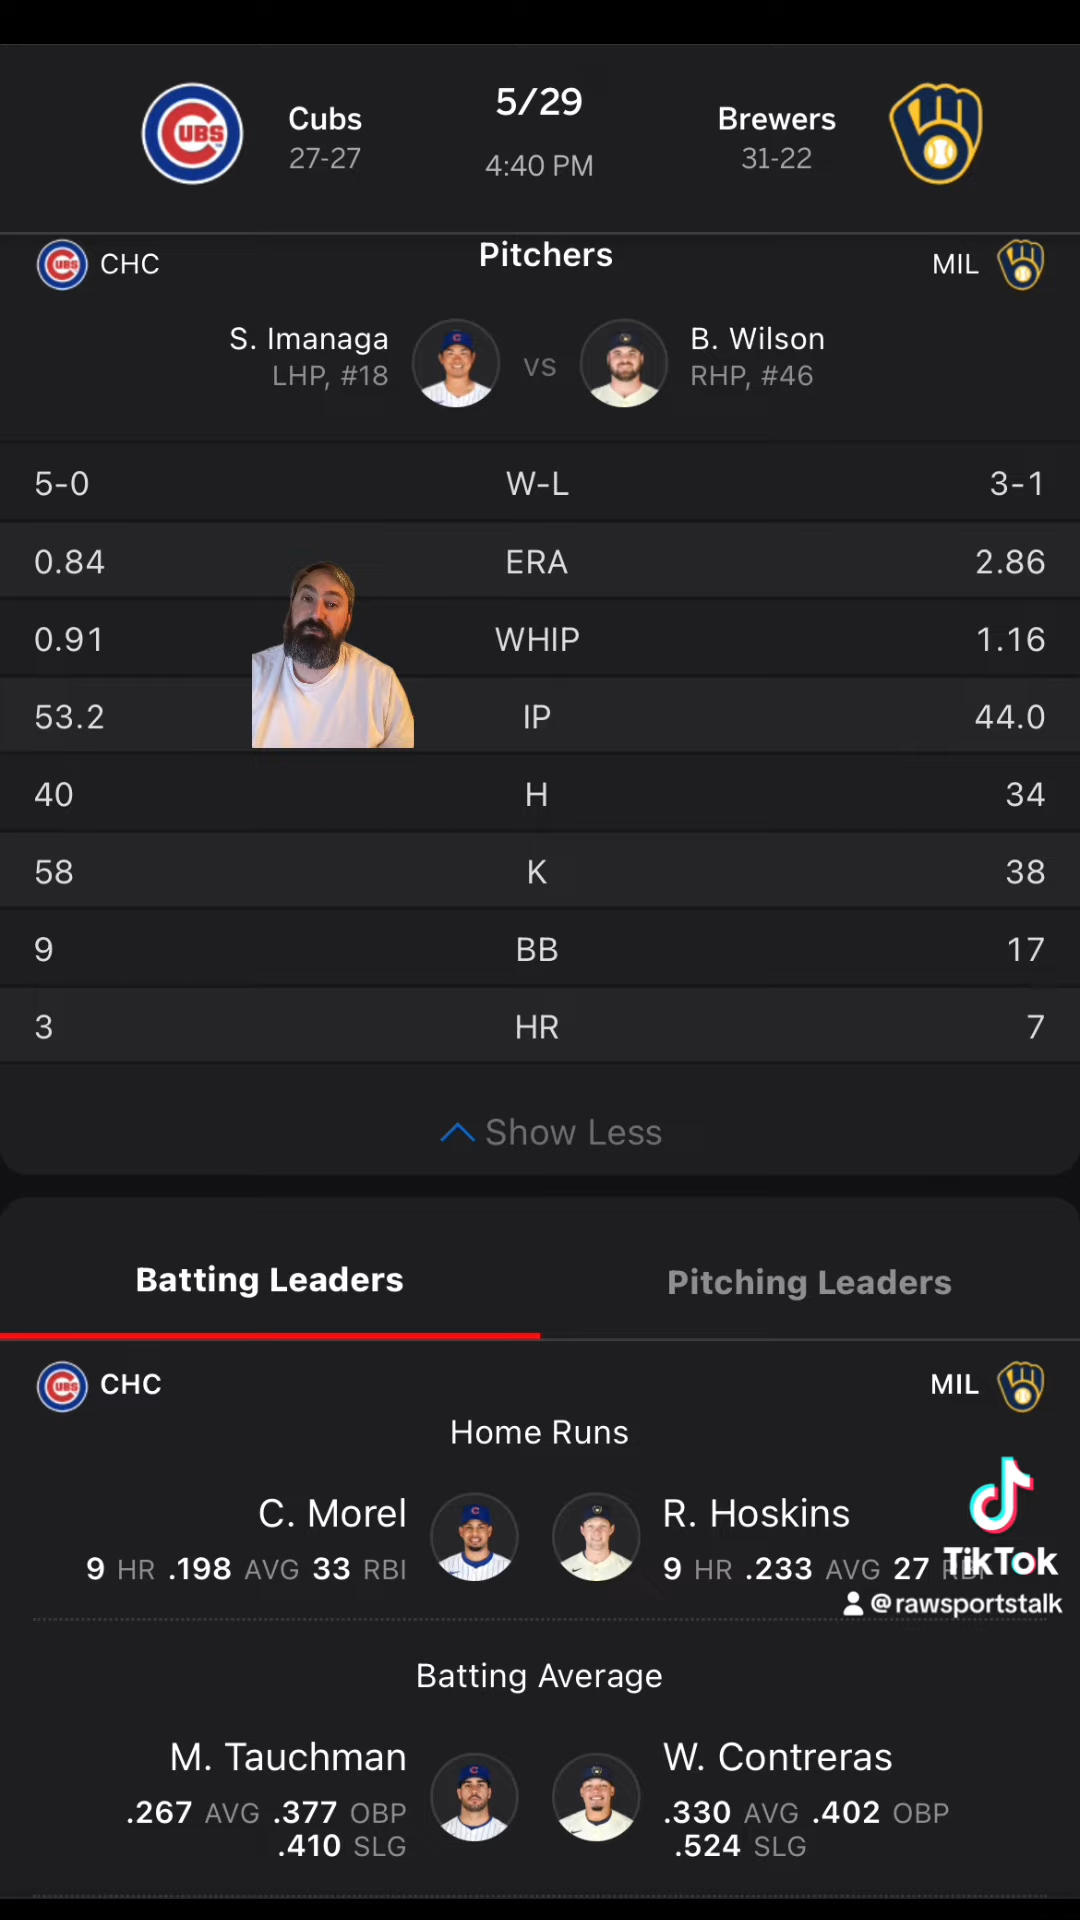 Cubs
27-27
5/29
4:40 PM
Brewers
31-22
CHC
Pitchers
MIL
S. Imanaga
LHP, #18
vs
B. Wilson
RHP, #46
5-0 W-L 3-1
0.84 ERA 2.86
0.91 WHIP 1.16
53.2 IP 44.0
40 H 34
58 K 38
9 BB 17
3 HR 7
Show Less
Batting Leaders
Pitching Leaders
CHC
MIL
Home Runs
C. Morel
9 HR .198 AVG 33 RBI
R. Hoskins
9 HR .233 AVG 27 RBI
TikTok
@rawsportstalk
Batting Average
M. Tauchman
.267 AVG .377 OBP
.410 SLG
W. Contreras
.330 AVG .402 OBP
.524 SLG